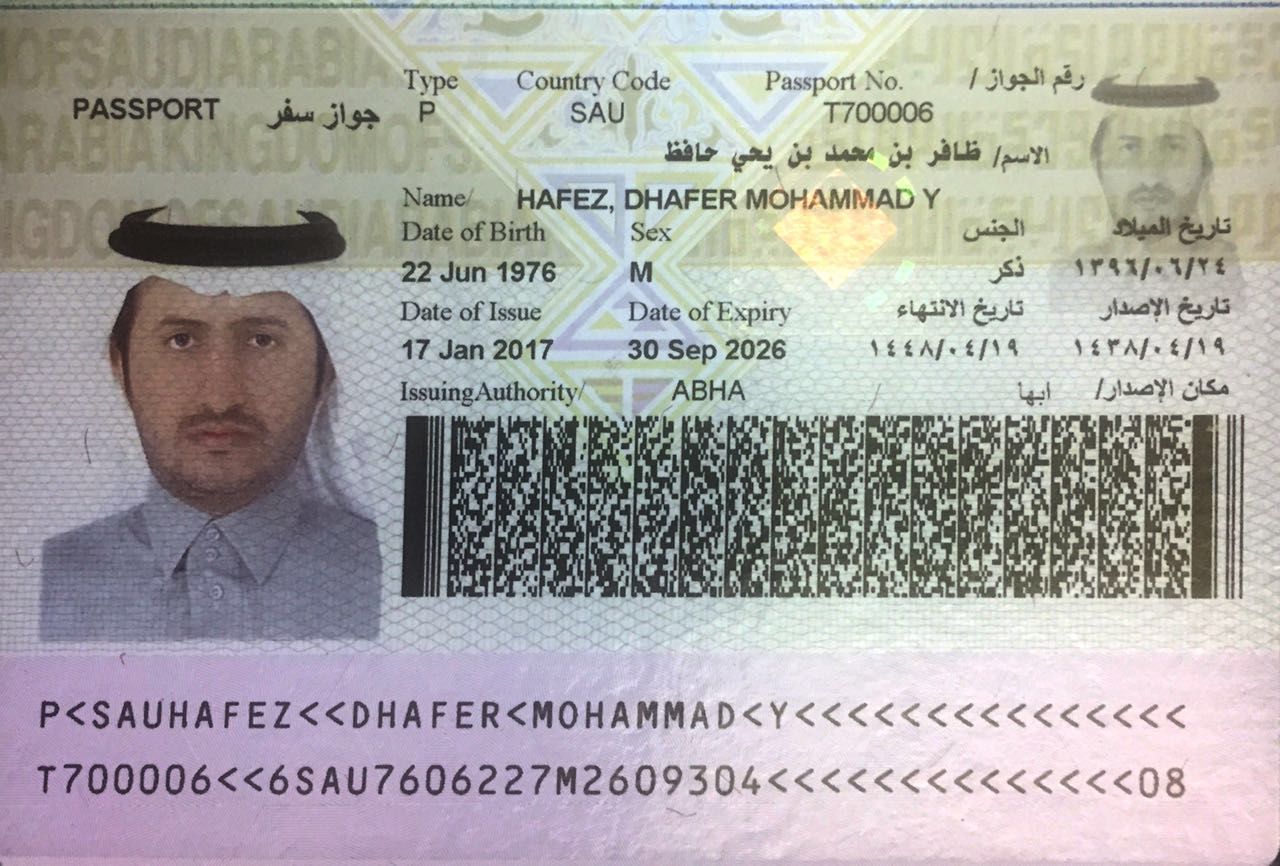 Type Country Code Passport No. / رقم الجواز
PASSPORT جواز سفر P SAU T700006
الاسم/ ظافر بن محمد بن يحي حافظ
Name/ HAFEZ, DHAFER MOHAMMAD Y
Date of Birth Sex الجنس تاريخ الميلاد
22 Jun 1976 M ذكر ١٣٩٦/٠٦/٢٤
Date of Issue Date of Expiry تاريخ الانتهاء تاريخ الإصدار
17 Jan 2017 30 Sep 2026 ١٤٤٨/٠٤/١٩ ١٤٣٨/٠٤/١٩
IssuingAuthority/ ABHA / ابها مكان الإصدار/
P<SAUHAFEZ<<DHAFER<MOHAMMAD<Y<<<<<<<<<<<<<<<
T700006<<6SAU7606227M2609304<<<<<<<<<<<<<<08